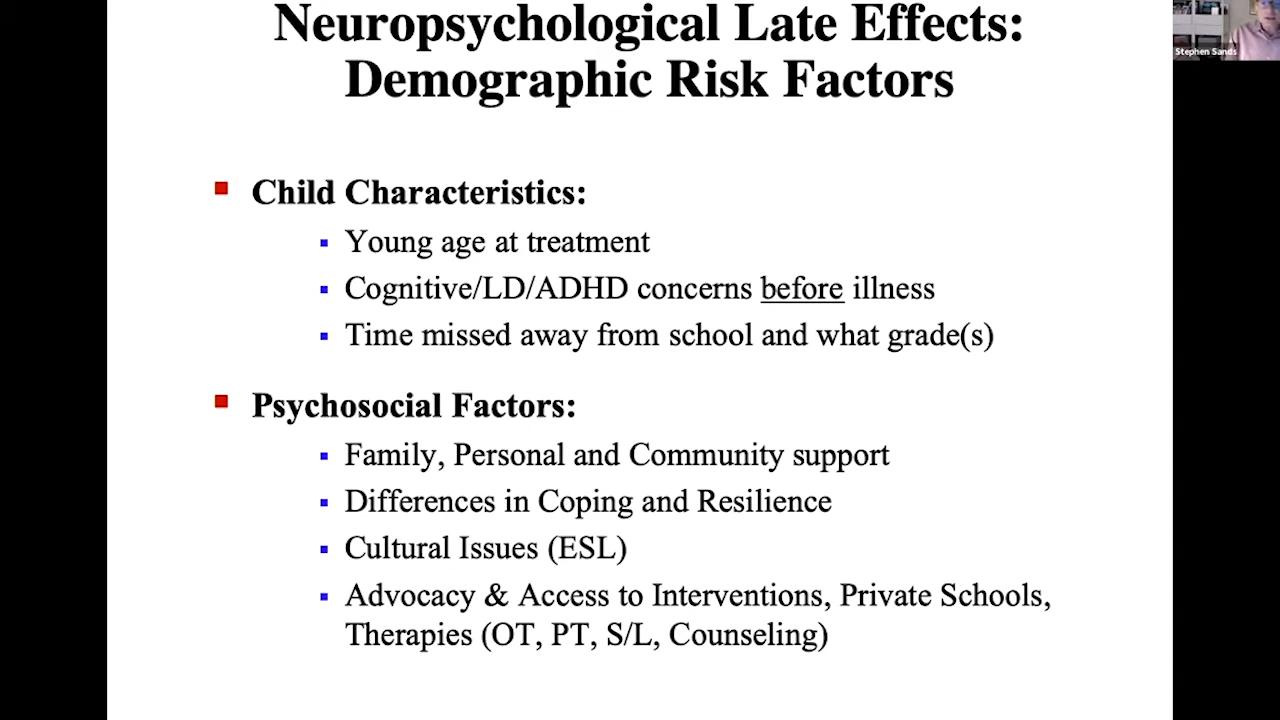 Neuropsychological Late Effects:
Demographic Risk Factors
Stephen Sands
Child Characteristics:
Young age at treatment
Cognitive/LD/ADHD concerns before illness
Time missed away from school and what grade(s)
Psychosocial Factors:
Family, Personal and Community support
Differences in Coping and Resilience
Cultural Issues (ESL)
Advocacy & Access to Interventions, Private Schools,
Therapies (OT, PT, S/L, Counseling)